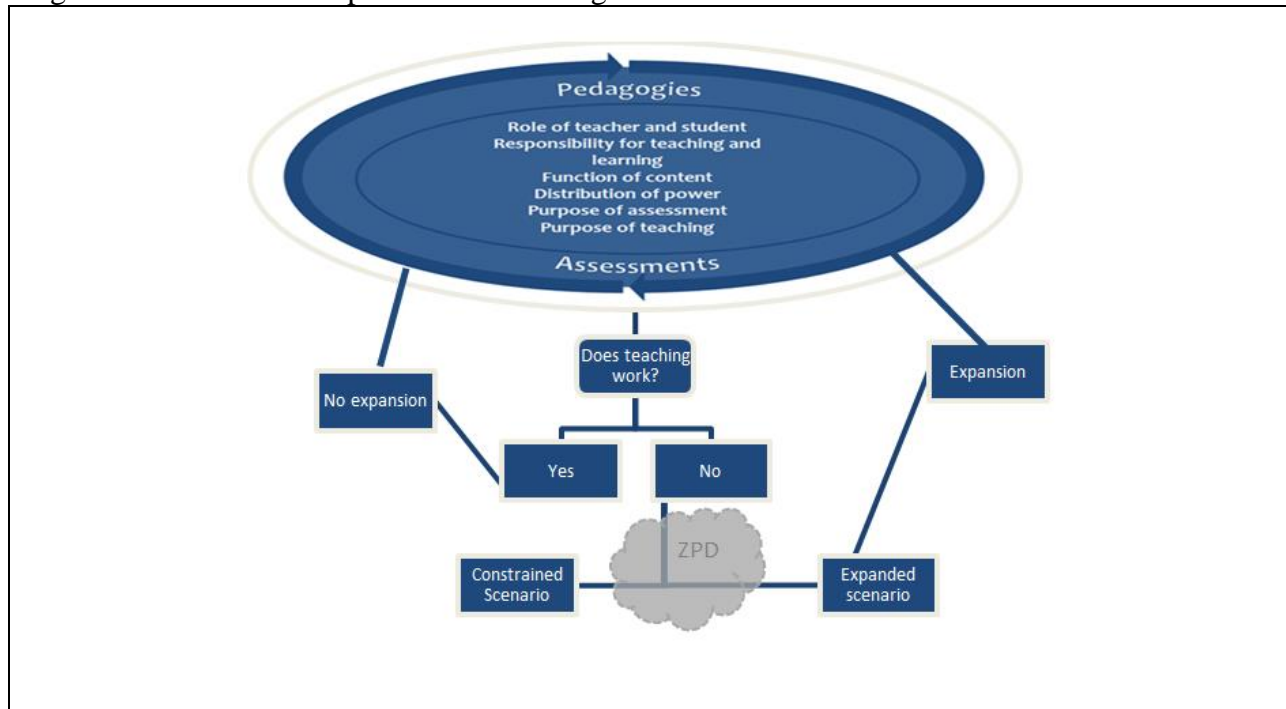 Pedagogies
Role of teacher and student
Responsibility for teaching and
learning
Function of content
Distribution of power
Purpose of assessment
Purpose of teaching
Assessments
Does teaching
work?
No expansion
Expansion
Yes
No
ZPD
Constrained
Scenario
Expanded
scenario